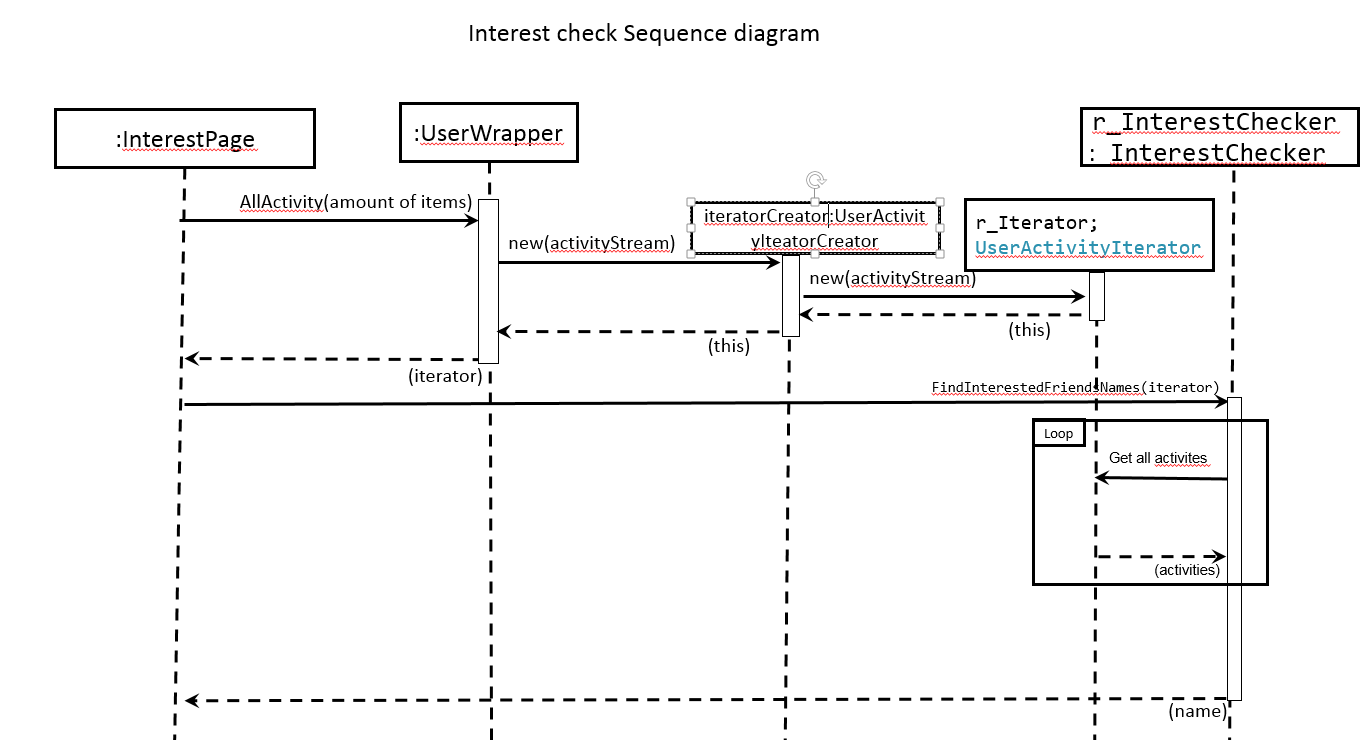 Interest check Sequence diagram
:InterestPage
:UserWrapper
r_InterestChecker
: InterestChecker
AllActivity(amount of items)
iteratorCreator:UserActivit
yIteatorCreator
r_Iterator;
UserActivityIterator
new(activityStream)
new(activityStream)
(this)
(this)
(iterator)
FindInterestedFriendsNames(iterator)
Loop
Get all activites
(activities)
(name)